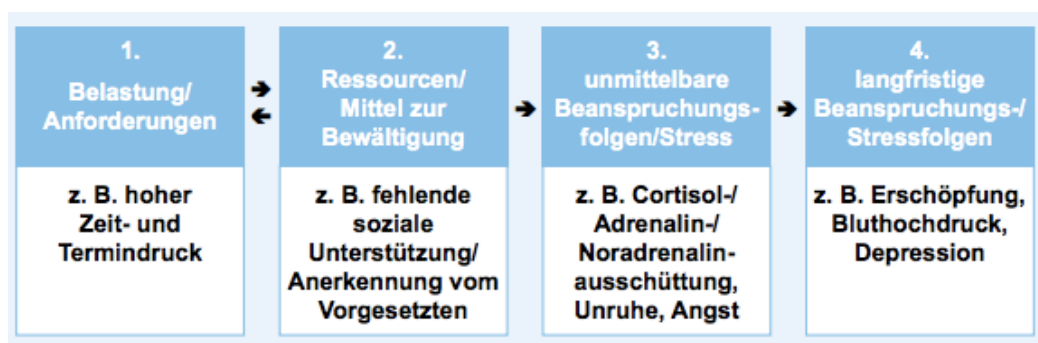 1.
Belastung/
Anforderungen
z. B. hoher
Zeit- und
Termindruck
2.
Ressourcen/
Mittel zur
Bewältigung
z. B. fehlende
soziale
Unterstützung/
Anerkennung vom
Vorgesetzten
3.
unmittelbare
Beanspruchungs-
folgen/Stress
z. B. Cortisol-/
Adrenalin-/
Noradrenalin-
ausschüttung,
Unruhe, Angst
4.
langfristige
Beanspruchungs-/
Stressfolgen
z. B. Erschöpfung,
Bluthochdruck,
Depression